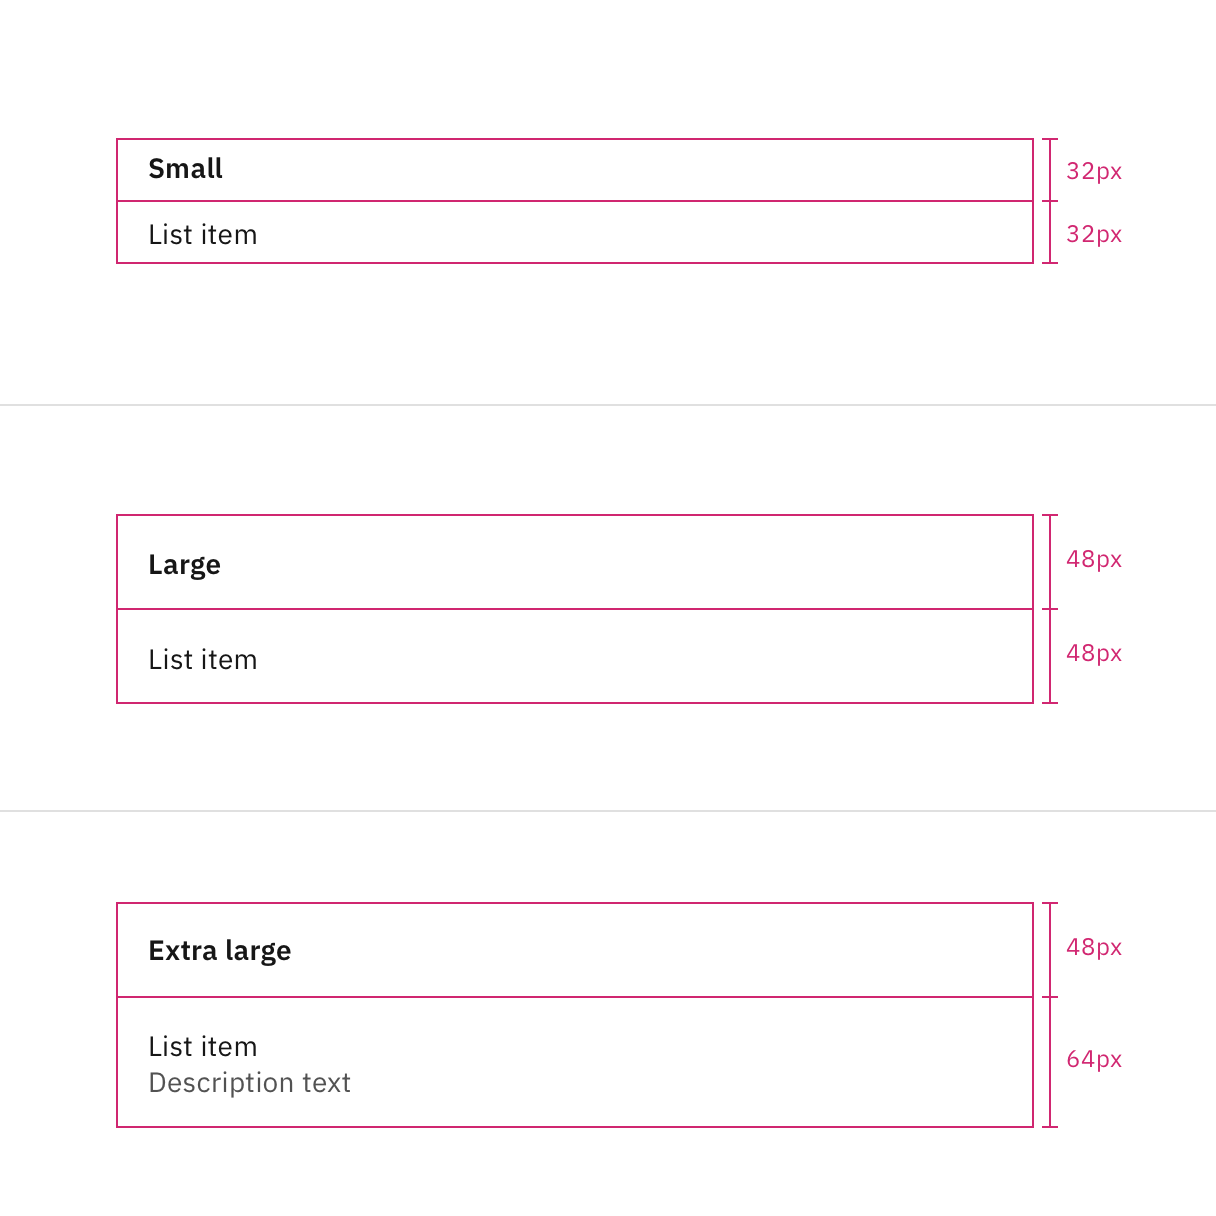 Small
32px
List item
32px
Large
48px
List item
48px
Extra large
48px
List item
Description text
64px